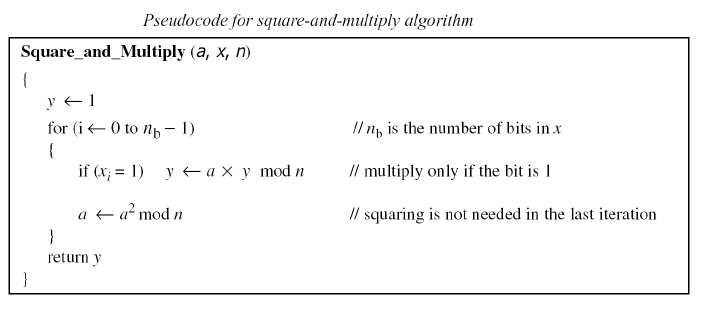 Pseudocode for square-and-multiply algorithm
Square_and_Multiply (a, x, n)
{
y ← 1
for (i ← 0 to n_b − 1) // n_b is the number of bits in x
{
if (x_i = 1) y ← a × y mod n // multiply only if the bit is 1
a ← a² mod n // squaring is not needed in the last iteration
}
return y
}